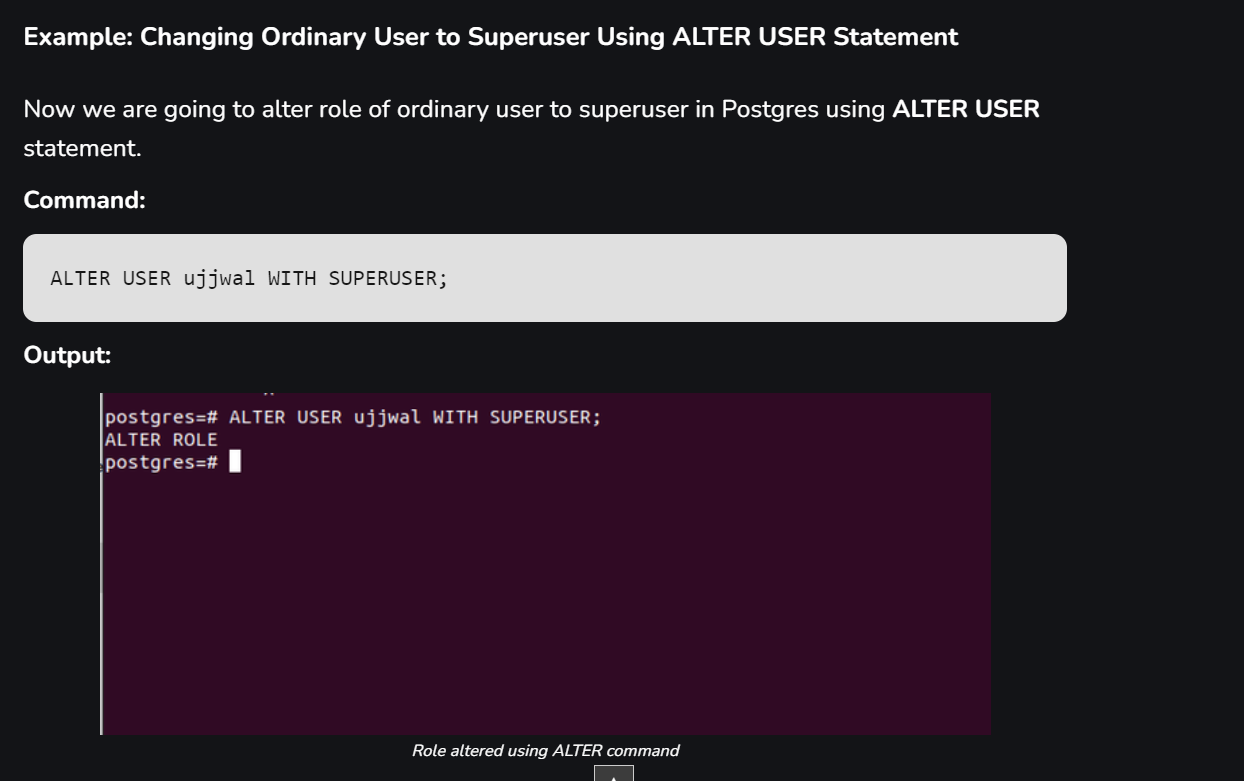 Example: Changing Ordinary User to Superuser Using ALTER USER Statement
Now we are going to alter role of ordinary user to superuser in Postgres using ALTER USER
statement.
Command:
ALTER USER ujjwal WITH SUPERUSER;
Output:
postgres=# ALTER USER ujjwal WITH SUPERUSER;
ALTER ROLE
postgres=#
Role altered using ALTER command